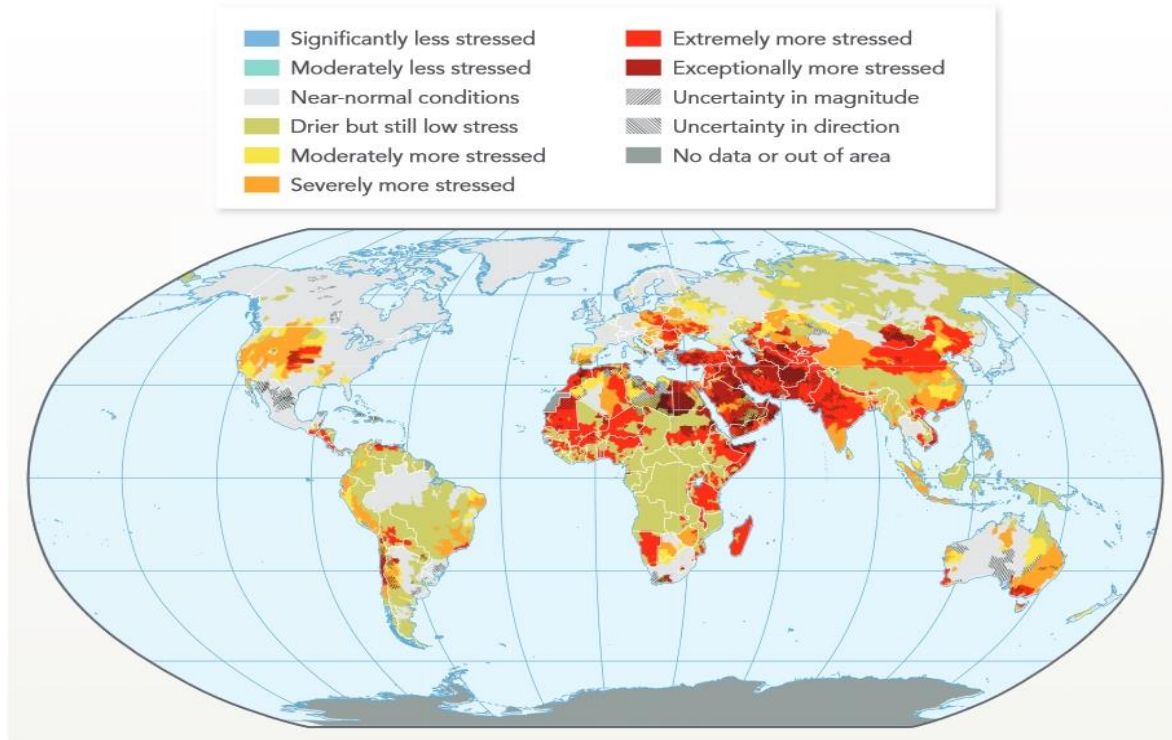 Significantly less stressed
Moderately less stressed
Near-normal conditions
Drier but still low stress
Moderately more stressed
Severely more stressed
Extremely more stressed
Exceptionally more stressed
Uncertainty in magnitude
Uncertainty in direction
No data or out of area